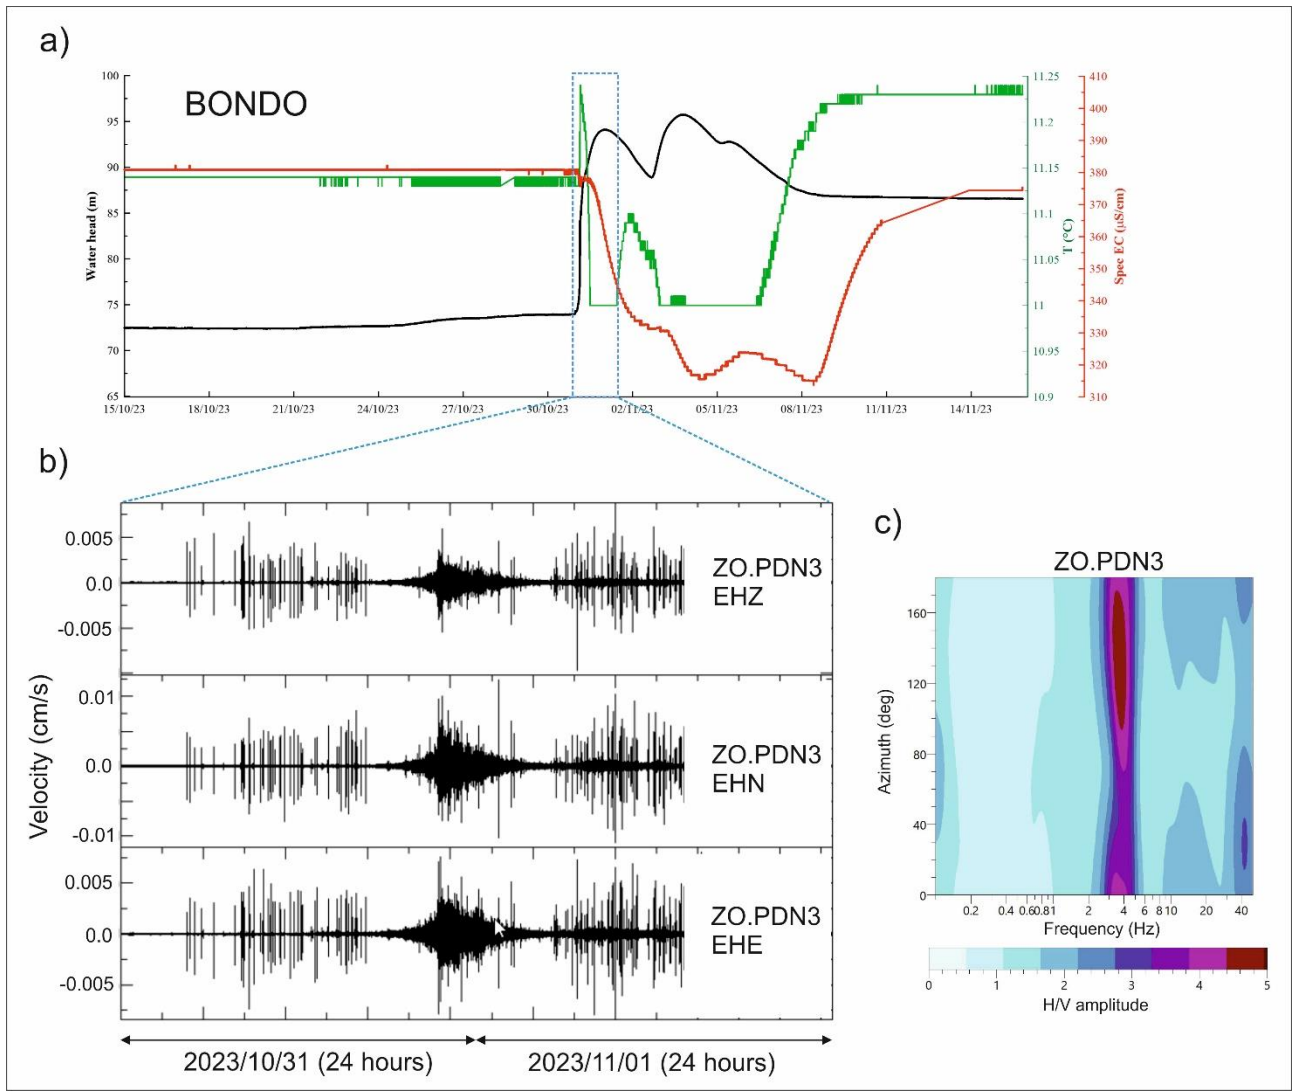 a)
BONDO
100
95
90
85
80
75
70
65
Water head (m)
11.25
11.2
11.15
11.1
11.05
11
10.95
10.9
T (°C)
410
400
390
380
370
360
350
340
330
320
310
Spec EC (µS/cm)
15/10/23 18/10/23 21/10/23 24/10/23 27/10/23 30/10/23 02/11/23 05/11/23 08/11/23 11/11/23 14/11/23
b)
Velocity (cm/s)
0.005
0.0
-0.005
ZO.PDN3
EHZ
0.01
0.0
-0.01
ZO.PDN3
EHN
0.005
0.0
-0.005
ZO.PDN3
EHE
2023/10/31 (24 hours) 2023/11/01 (24 hours)
c)
ZO.PDN3
160
120
80
40
0
Azimuth (deg)
0.2 0.4 0.60.81 2 4 6 810 20 40
Frequency (Hz)
0 1 2 3 4 5
H/V amplitude